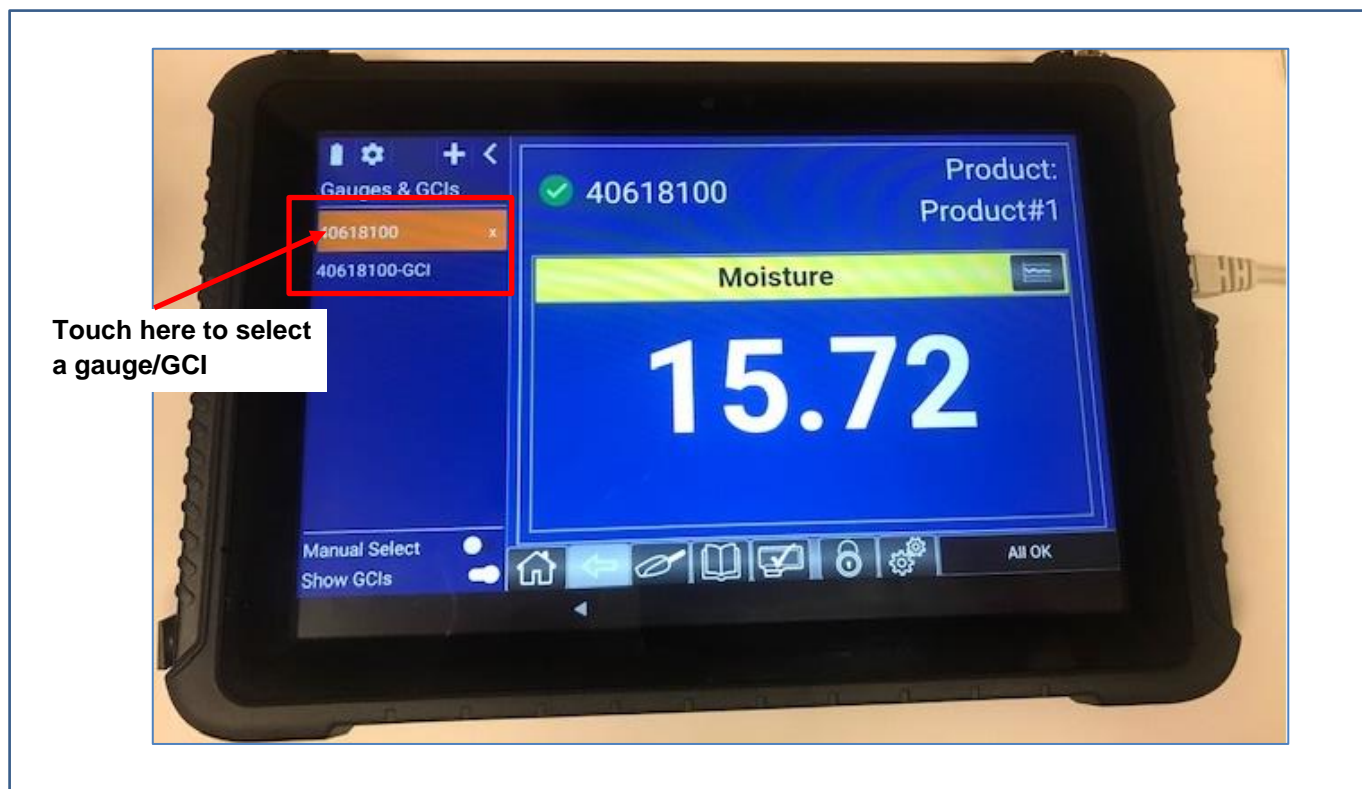 Gauges & GCIs
40618100 x
40618100-GCI
Touch here to select
a gauge/GCI
Manual Select
Show GCIs
40618100
Product:
Product#1
Moisture
15.72
All OK